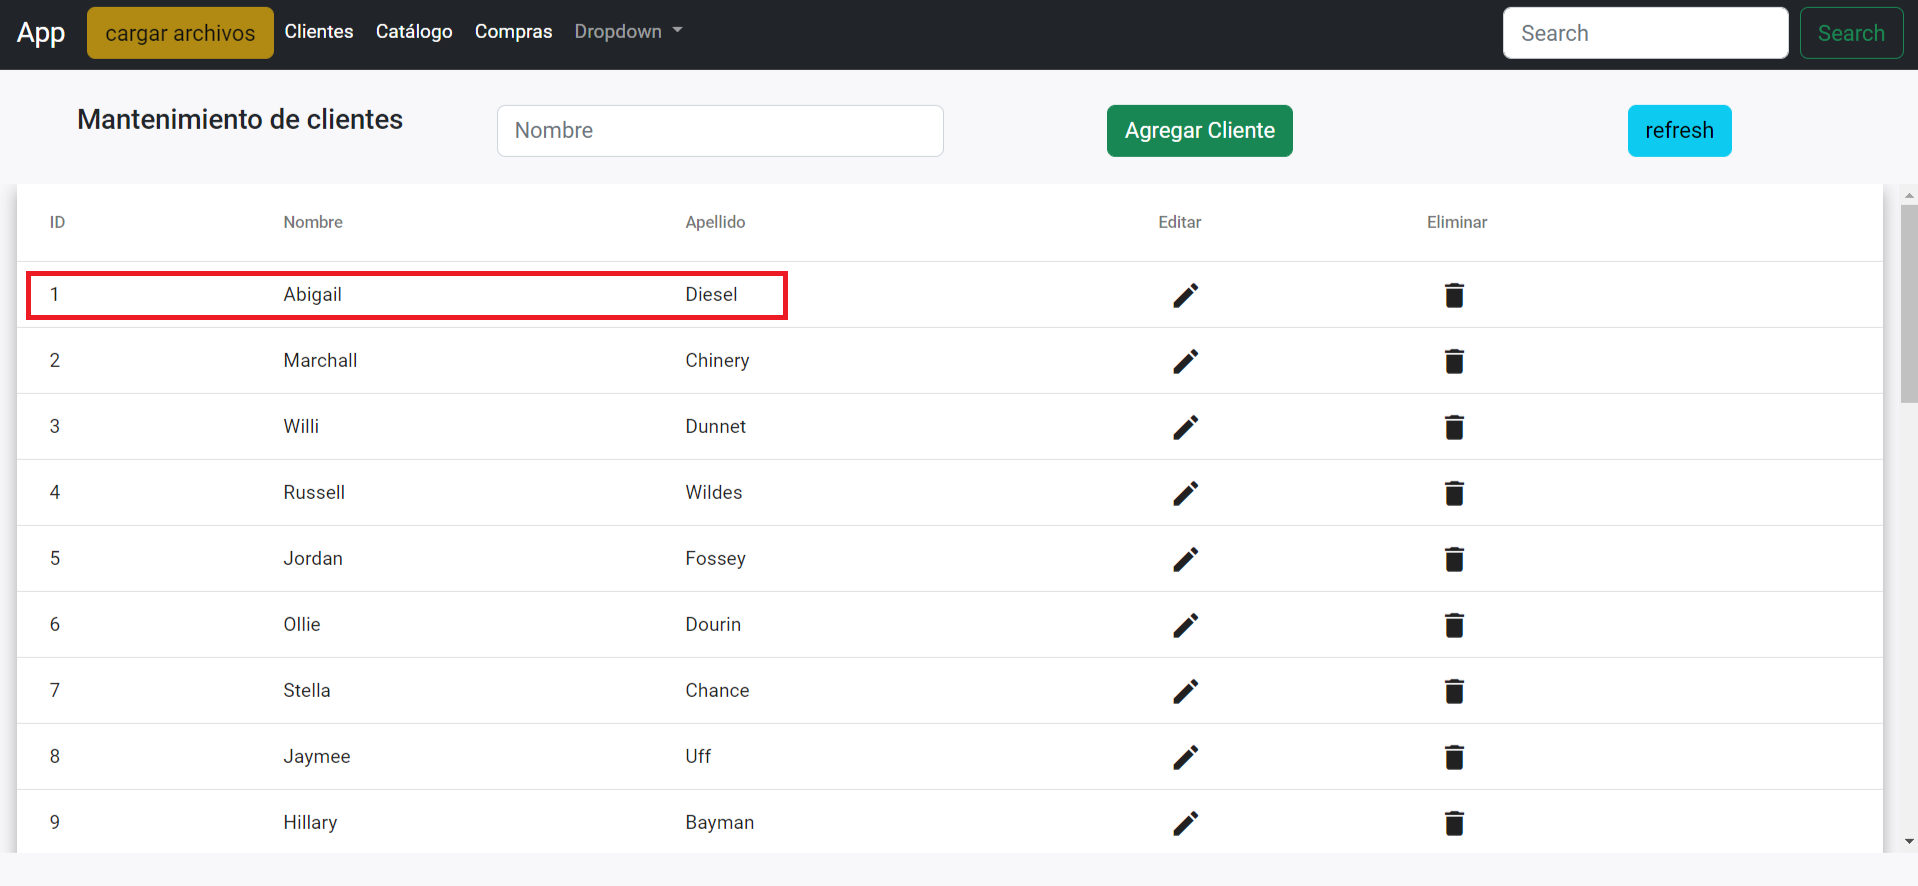 App cargar archivos Clientes Catálogo Compras Dropdown Search Search
Mantenimiento de clientes Nombre Agregar Cliente refresh
ID Nombre Apellido Editar Eliminar
1 Abigail Diesel
2 Marchall Chinery
3 Willi Dunnet
4 Russell Wildes
5 Jordan Fossey
6 Ollie Dourin
7 Stella Chance
8 Jaymee Uff
9 Hillary Bayman